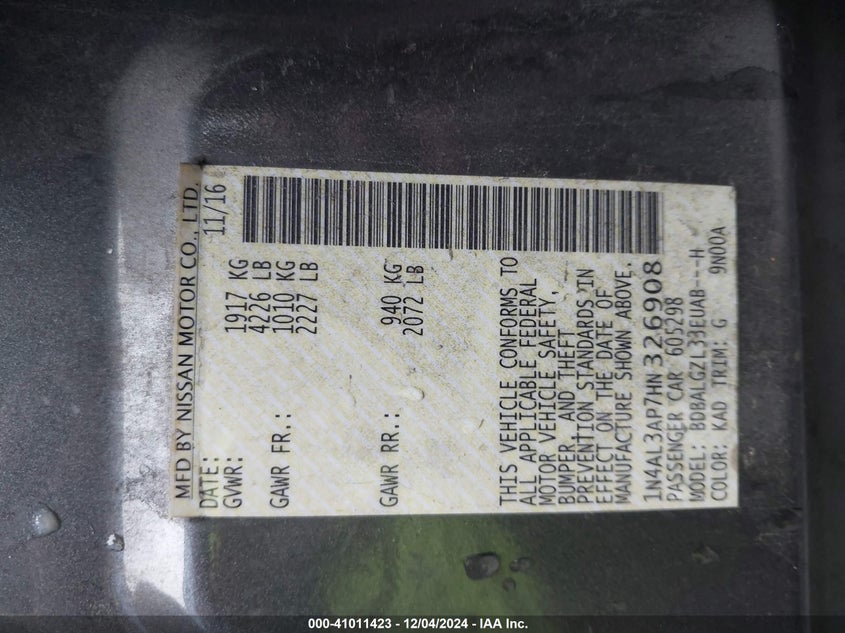 MFD BY NISSAN MOTOR CO., LTD.
DATE: 11/16
GVWR: 1917 KG
4226 LB
GAWR FR.: 1010 KG
2227 LB
GAWR RR.: 940 KG
2072 LB
THIS VEHICLE CONFORMS TO
ALL APPLICABLE FEDERAL
MOTOR VEHICLE SAFETY,
BUMPER, AND THEFT
PREVENTION STANDARDS IN
EFFECT ON THE DATE OF
MANUFACTURE SHOWN ABOVE.
1N4AL3AP7HN326908
PASSENGER CAR 605298
MODEL: BDBALGZL33EUAB---H
COLOR: KAD TRIM: G 9N00A
000-41011423 - 12/04/2024 - IAA Inc.